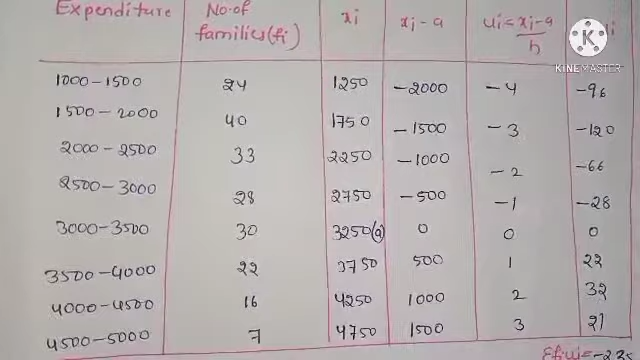 Expenditure No.of families(fi) xi xi-a ui=xi-a/h i
KINEMASTER
1000-1500 24 1250 -2000 -4 -96
1500-2000 40 1750 -1500 -3 -120
2000-2500 33 2250 -1000 -2 -66
2500-3000 28 2750 -500 -1 -28
3000-3500 30 3250(a) 0 0 0
3500-4000 22 3750 500 1 22
4000-4500 16 4250 1000 2 32
4500-5000 7 4750 1500 3 21
Σfiui=-235